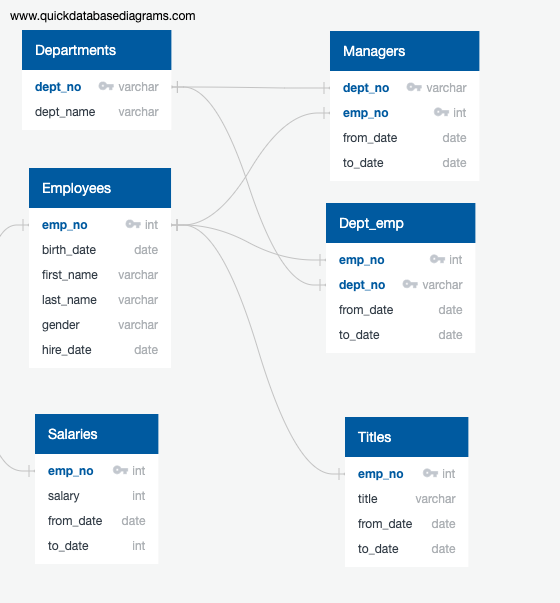 www.quickdatabasediagrams.com
Departments
dept_no varchar
dept_name varchar
Managers
dept_no varchar
emp_no int
from_date date
to_date date
Employees
emp_no int
birth_date date
first_name varchar
last_name varchar
gender varchar
hire_date date
Dept_emp
emp_no int
dept_no varchar
from_date date
to_date date
Salaries
emp_no int
salary int
from_date date
to_date int
Titles
emp_no int
title varchar
from_date date
to_date date